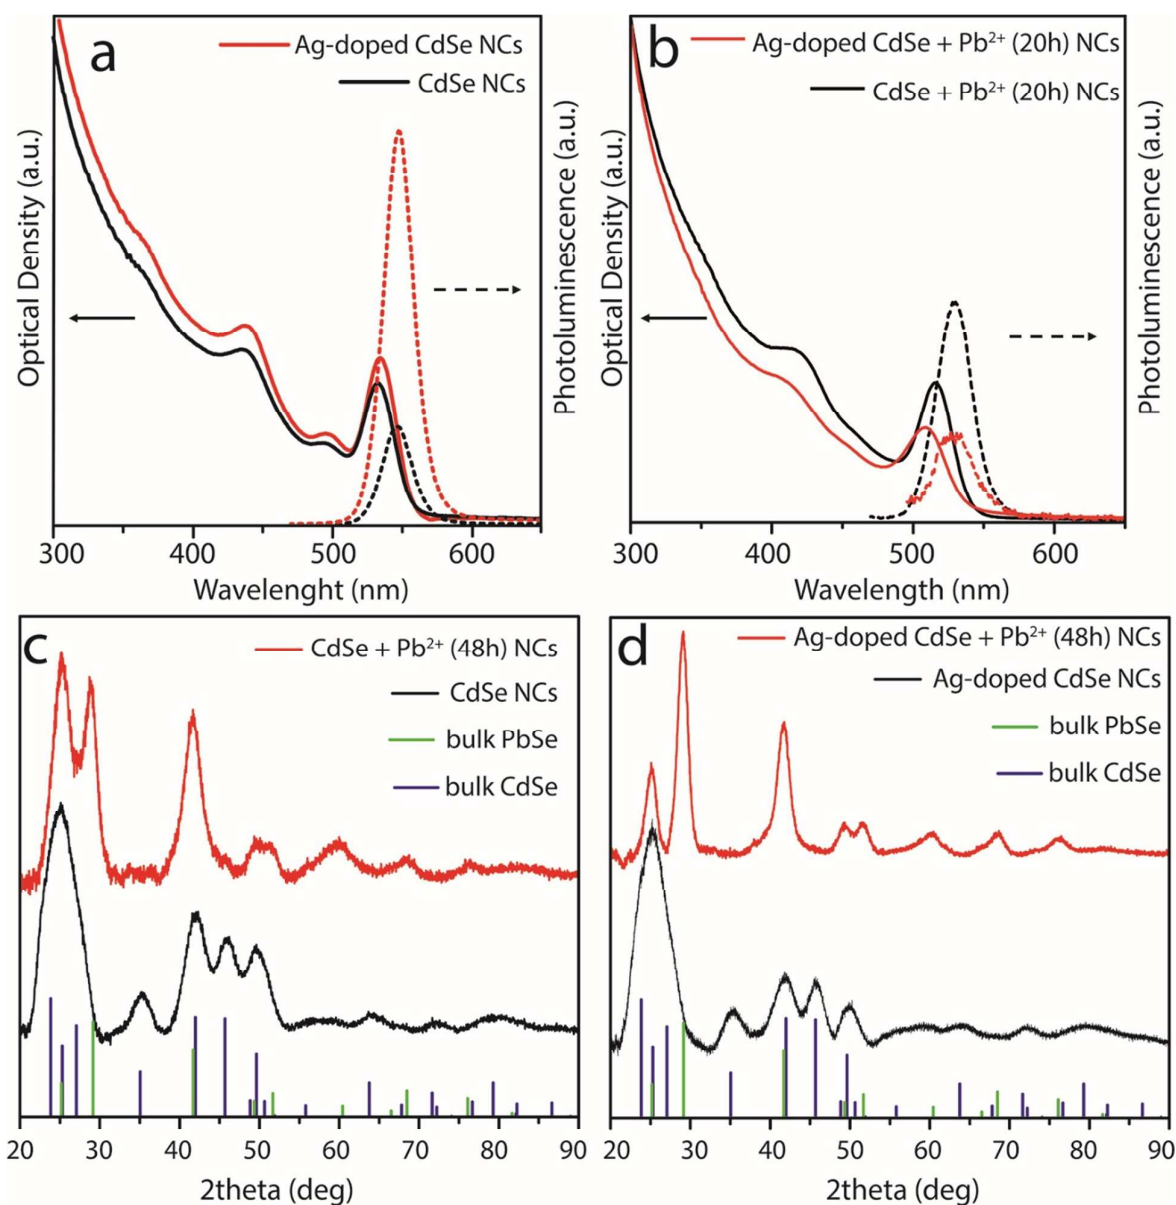 a
Ag-doped CdSe NCs
CdSe NCs
Optical Density (a.u.)
Photoluminescence (a.u.)
300 400 500 600
Wavelenght (nm)
b
Ag-doped CdSe + Pb²⁺ (20h) NCs
CdSe + Pb²⁺ (20h) NCs
Optical Density (a.u.)
Photoluminescence (a.u.)
300 400 500 600
Wavelength (nm)
c
CdSe + Pb²⁺ (48h) NCs
CdSe NCs
bulk PbSe
bulk CdSe
20 30 40 50 60 70 80 90
2theta (deg)
d
Ag-doped CdSe + Pb²⁺ (48h) NCs
Ag-doped CdSe NCs
bulk PbSe
bulk CdSe
20 30 40 50 60 70 80 90
2theta (deg)